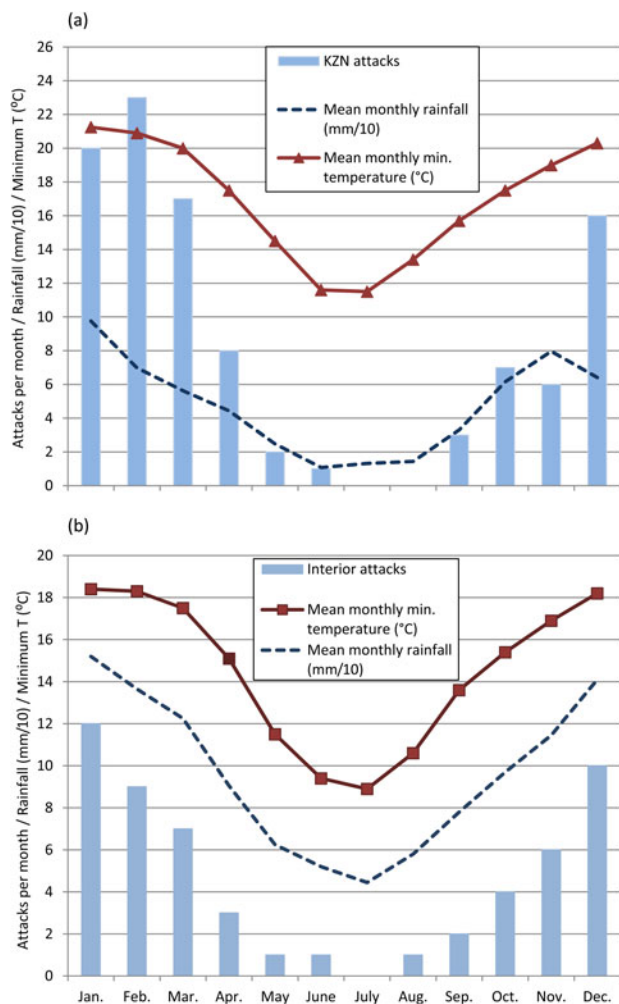 (a)
26
24
22
20
18
16
14
12
10
8
6
4
2
0
Attacks per month / Rainfall (mm/10) / Minimum T (°C)
KZN attacks
Mean monthly rainfall
(mm/10)
Mean monthly min.
temperature (°C)
(b)
20
18
16
14
12
10
8
6
4
2
0
Attacks per month / Rainfall (mm/10) / Minimum T (°C)
Interior attacks
Mean monthly min.
temperature (°C)
Mean monthly rainfall
(mm/10)
Jan. Feb. Mar. Apr. May June July Aug. Sep. Oct. Nov. Dec.